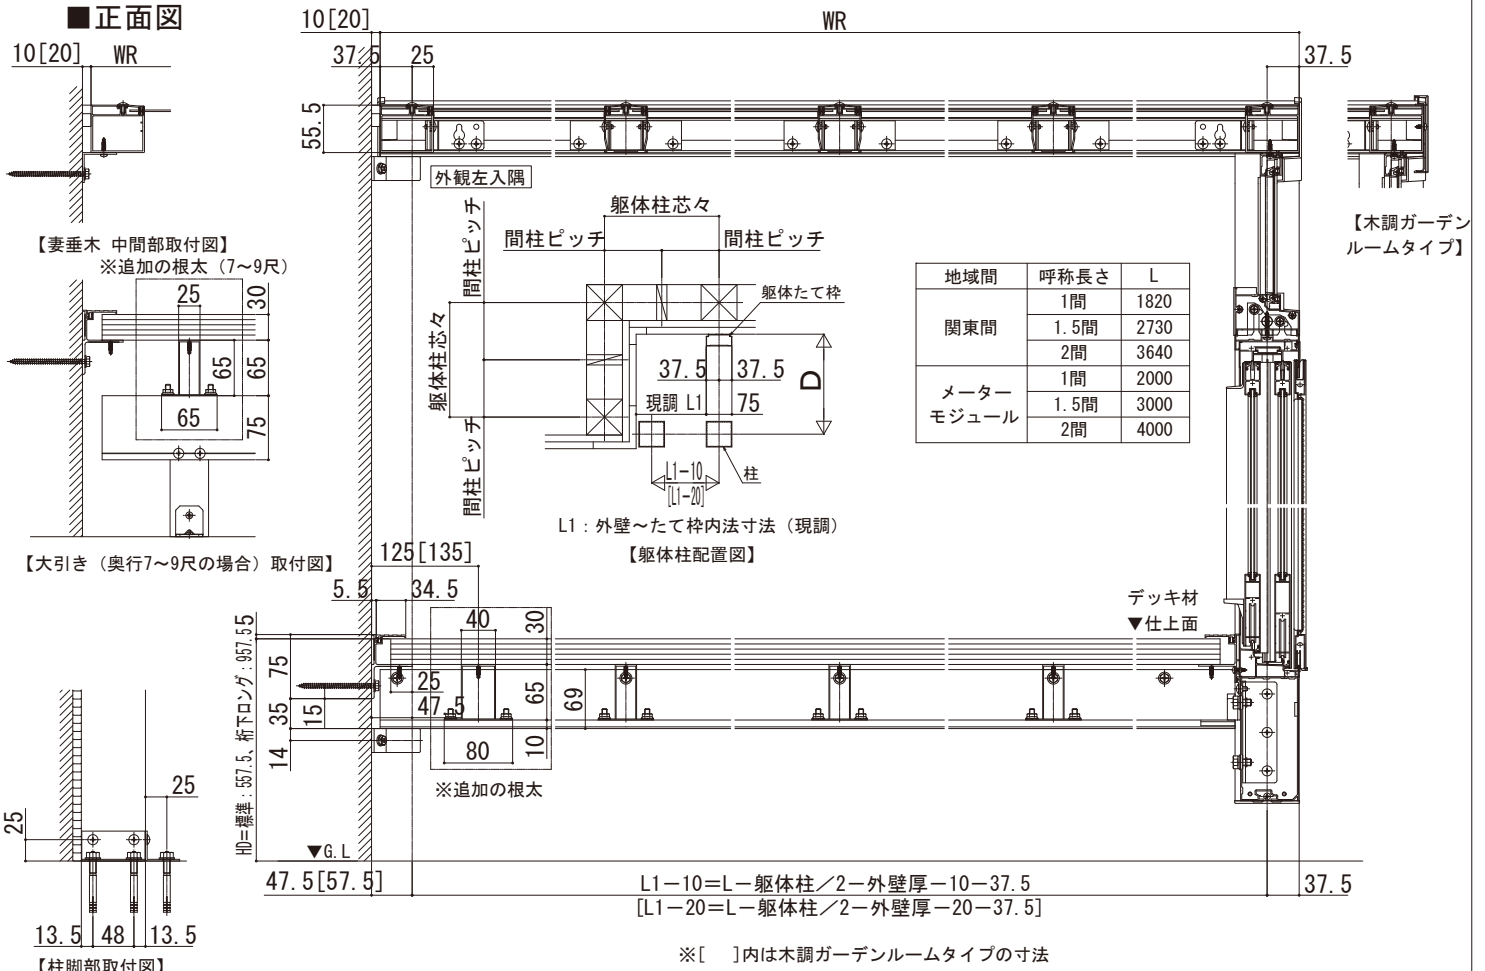 ■正面図
10[20]
WR
10[20]
WR
37.5
25
37.5
55.5
外観左入隅
【妻垂木 中間部取付図】
※追加の根太（7〜9尺）
25
30
65
65
65
75
【大引き（奥行7〜9尺の場合）取付図】
躯体柱芯々
間柱ピッチ
間柱ピッチ
間柱ピッチ
躯体柱芯々
間柱ピッチ
躯体たて枠
37.5
37.5
D
現調 L1
75
L1−10
[L1−20]
柱
L1：外壁〜たて枠内法寸法（現調）
【躯体柱配置図】
地域間 呼称長さ L
関東間
1間 1820
1.5間 2730
2間 3640
メーター
モジュール
1間 2000
1.5間 3000
2間 4000
【木調ガーデン
ルームタイプ】
125[135]
5.5
34.5
40
30
デッキ材
▼仕上面
5
75
25
65
69
35
15
47.5
14
80
10
※追加の根太
HD=標準：557.5、桁下ロング：957.5
▼G.L
47.5[57.5]
L1−10＝L−躯体柱／2−外壁厚−10−37.5
[L1−20＝L−躯体柱／2−外壁厚−20−37.5]
37.5
25
25
13.5
48
13.5
【柱脚部取付図】
※[　]内は木調ガーデンルームタイプの寸法